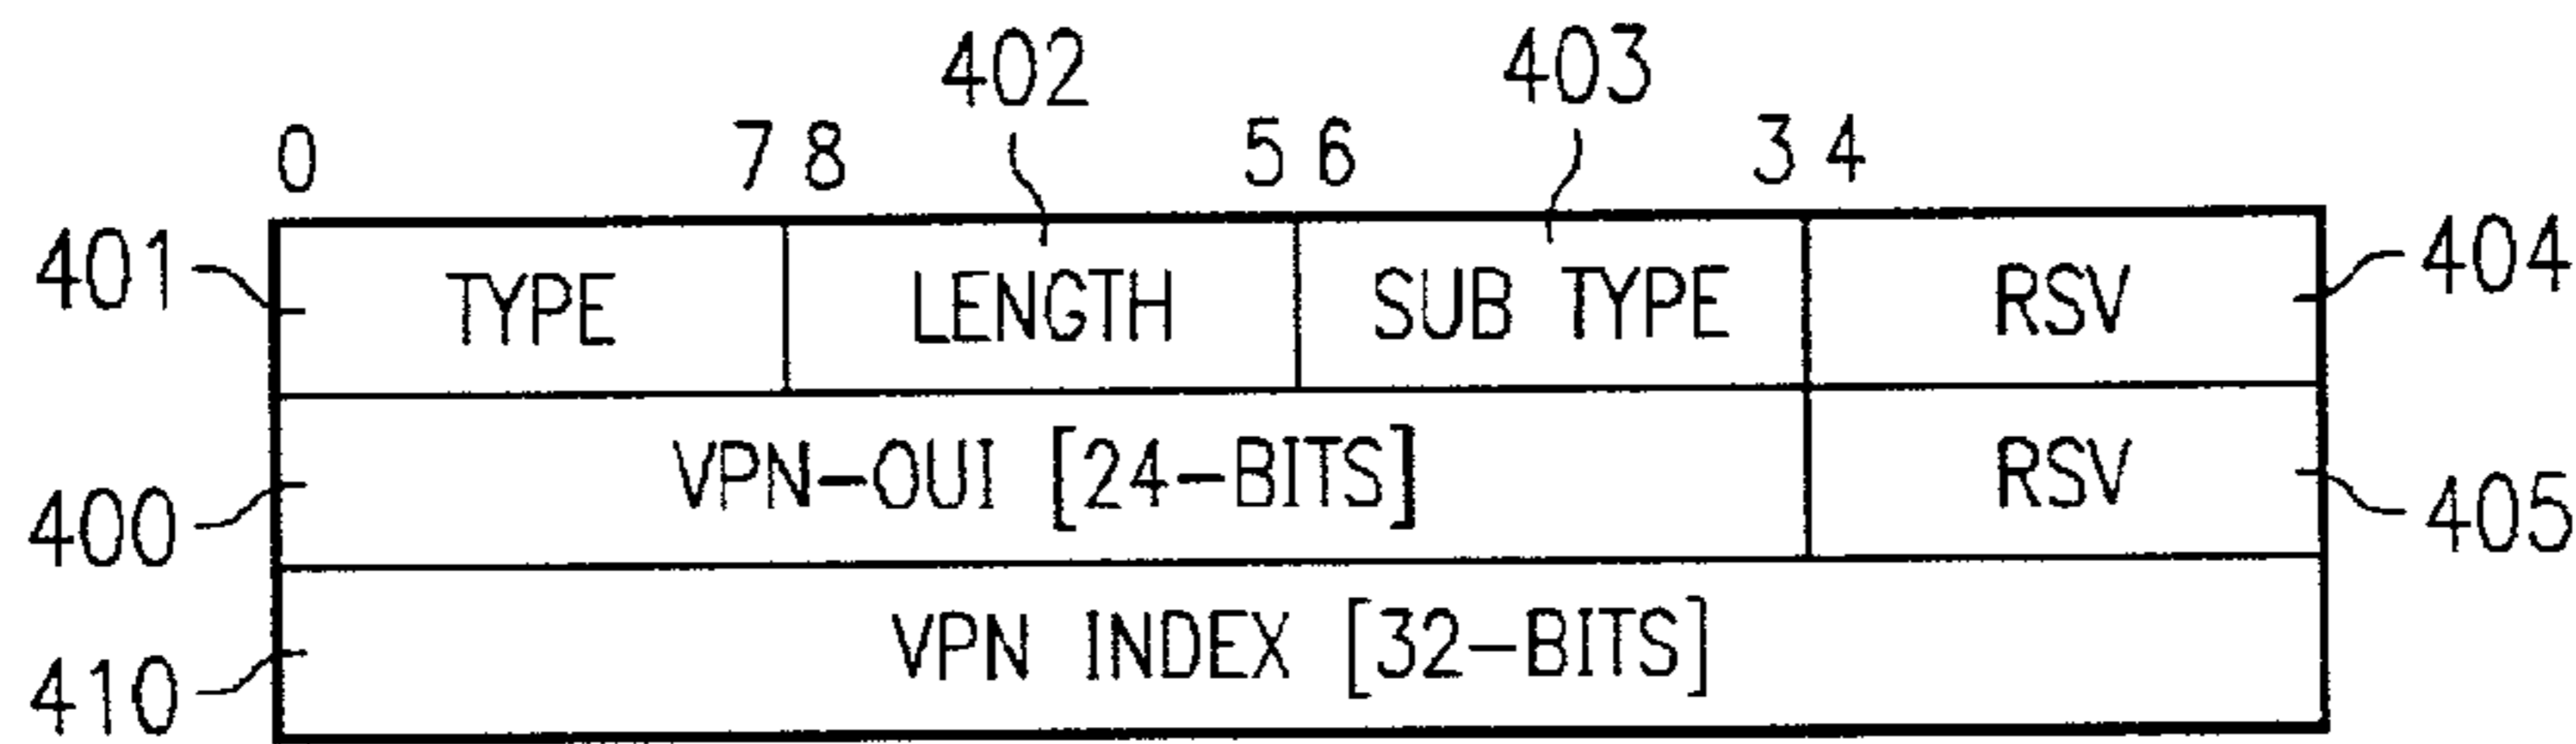 402 403
0 7 8 5 6 3 4
401 TYPE LENGTH SUB TYPE RSV 404
400 VPN-OUI [24-BITS] RSV 405
410 VPN INDEX [32-BITS]